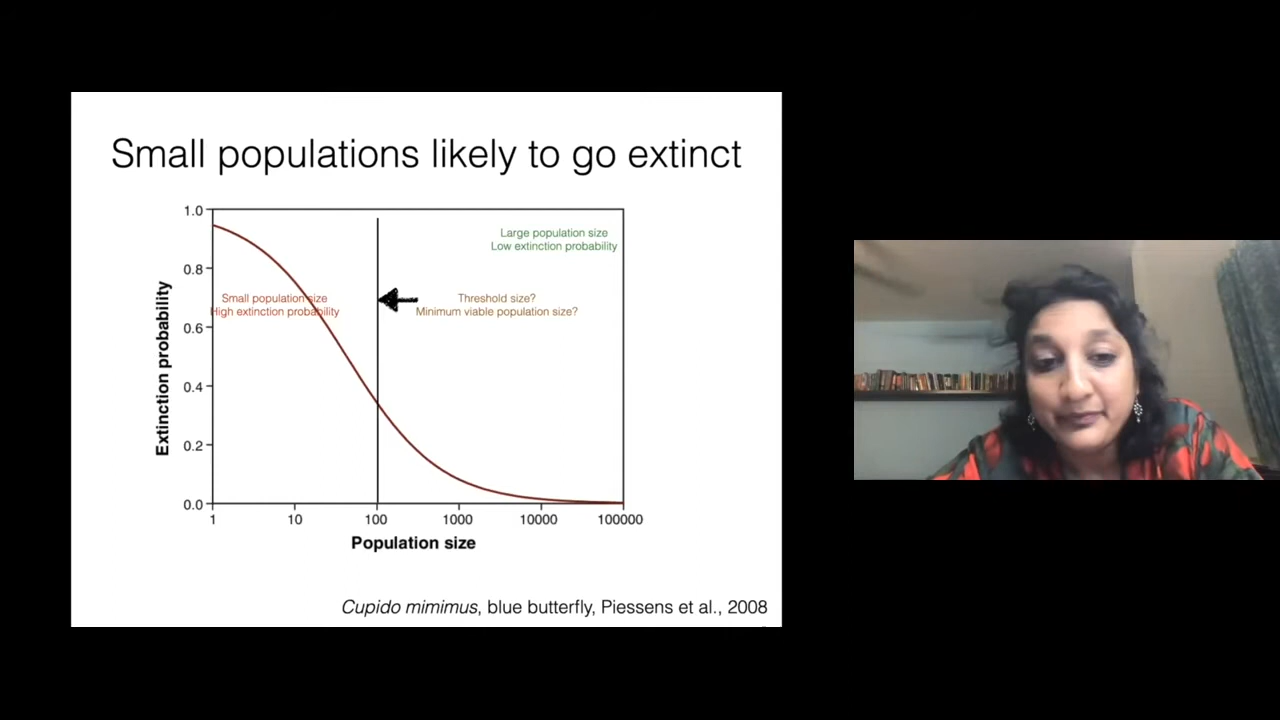 Small populations likely to go extinct
1.0
0.8
0.6
0.4
0.2
0.0
Extinction probability
Large population size
Low extinction probability
Small population size
High extinction probability
Threshold size?
Minimum viable population size?
1 10 100 1000 10000 100000
Population size
Cupido mimimus, blue butterfly, Piessens et al., 2008